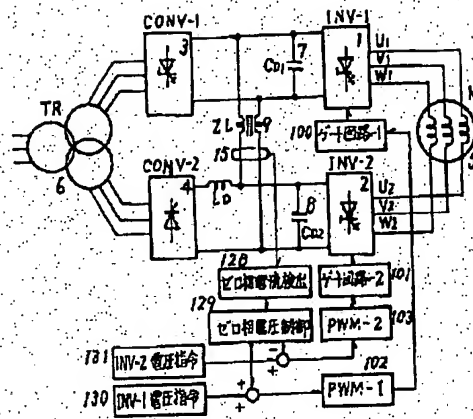 CONV-1
INV-1
3
7
1
U1
V1
W1
CD1
TR
ZL
9
100
ゲート回路-1
M
15
CONV-2
INV-2
6
4
LD
8
CD2
2
U2
V2
W2
5
128
ゼロ相電流検出
ゲート回路-2
101
129
ゼロ相電圧制御
PWM-2
103
131
INV-2 電圧指令
-
+
102
130
INV-1 電圧指令
+
+
PWM-1